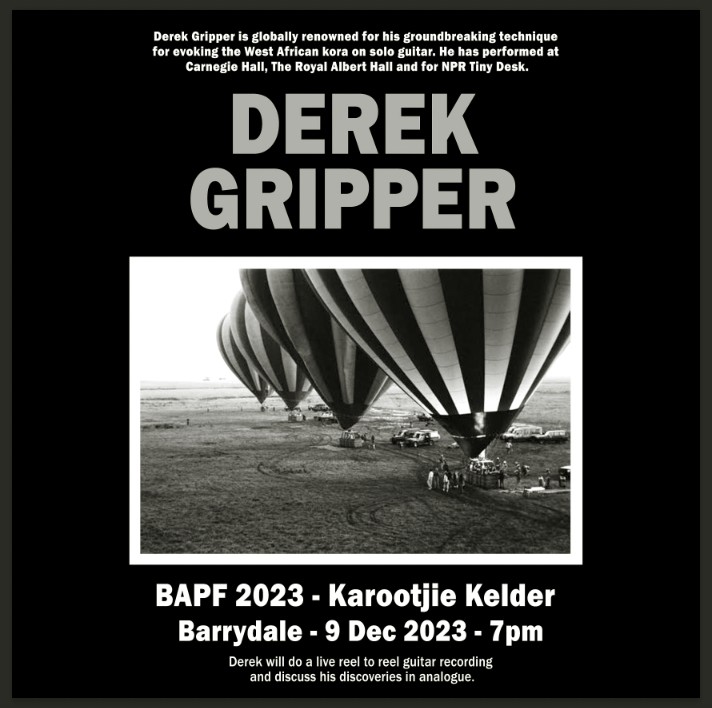 Derek Gripper is globally renowned for his groundbreaking technique
for evoking the West African kora on solo guitar. He has performed at
Carnegie Hall, The Royal Albert Hall and for NPR Tiny Desk.
DEREK
GRIPPER
BAPF 2023 - Karootjie Kelder
Barrydale - 9 Dec 2023 - 7pm
Derek will do a live reel to reel guitar recording
and discuss his discoveries in analogue.